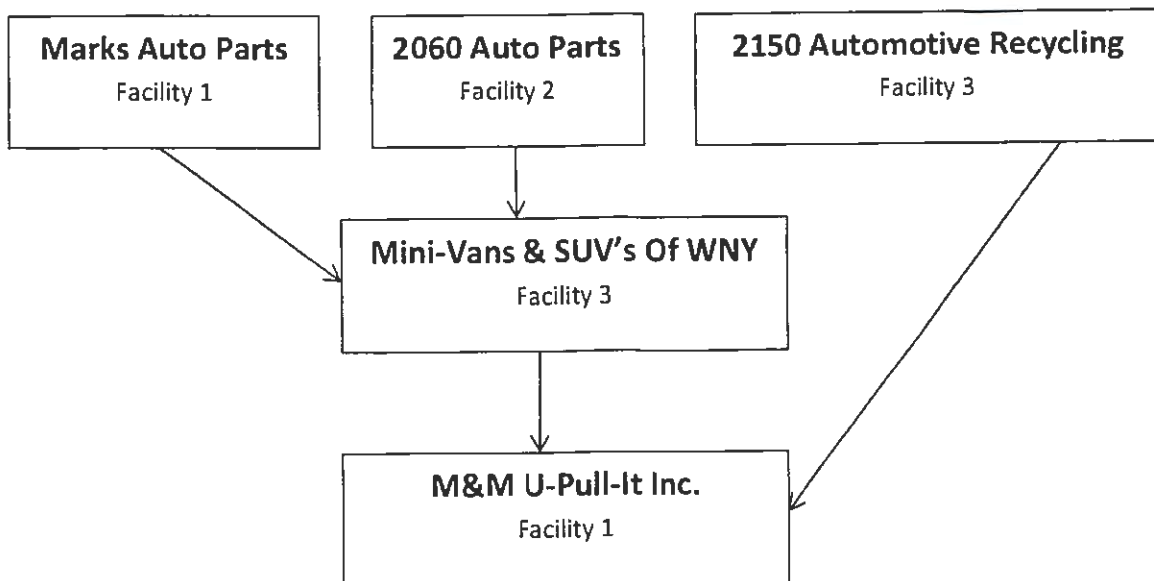 Marks Auto Parts
Facility 1
2060 Auto Parts
Facility 2
2150 Automotive Recycling
Facility 3
Mini-Vans & SUV's Of WNY
Facility 3
M&M U-Pull-It Inc.
Facility 1